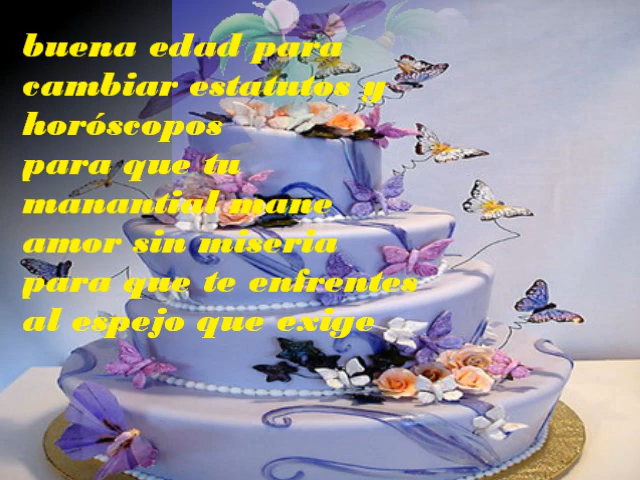 buena edad para
cambiar estatutos y
horóscopos
para que tu
manantial mane
amor sin miseria
para que te enfrentes
al espejo que exige